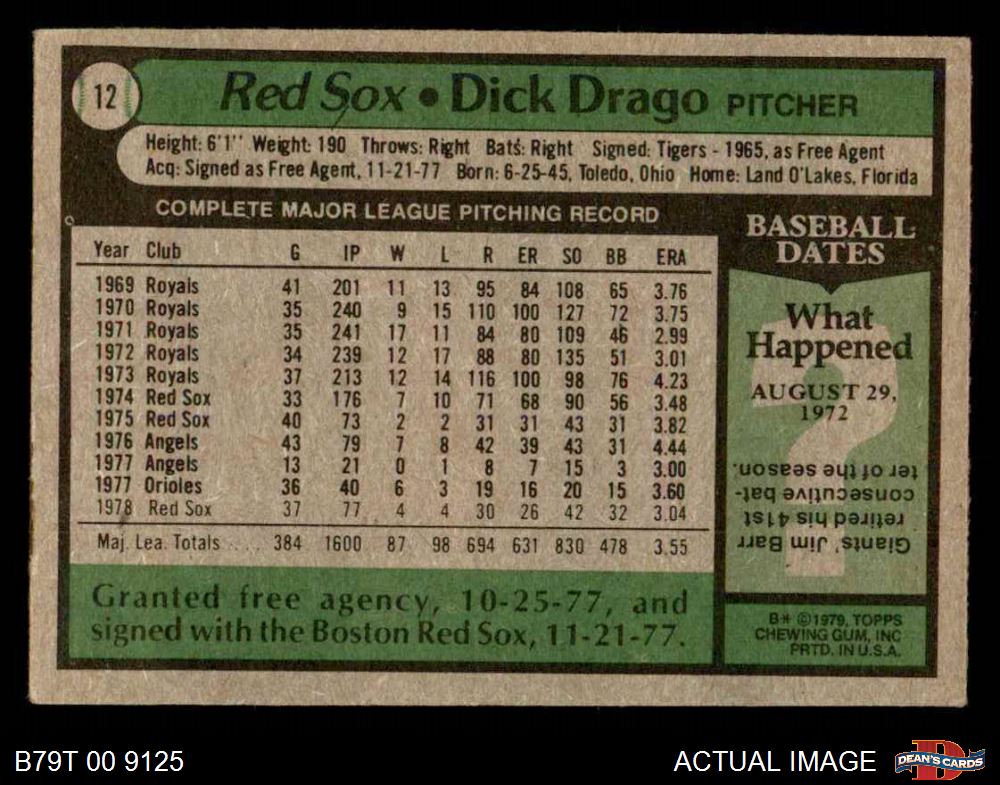 12
Red Sox • Dick Drago PITCHER
Height: 6'1'' Weight: 190 Throws: Right Bats: Right Signed: Tigers - 1965, as Free Agent
Acq: Signed as Free Agent, 11-21-77 Born: 6-25-45, Toledo, Ohio Home: Land O'Lakes, Florida
COMPLETE MAJOR LEAGUE PITCHING RECORD
Year Club G IP W L R ER SO BB ERA
1969 Royals 41 201 11 13 95 84 108 65 3.76
1970 Royals 35 240 9 15 110 100 127 72 3.75
1971 Royals 35 241 17 11 84 80 109 46 2.99
1972 Royals 34 239 12 17 88 80 135 51 3.01
1973 Royals 37 213 12 14 116 100 98 76 4.23
1974 Red Sox 33 176 7 10 71 68 90 56 3.48
1975 Red Sox 40 73 2 2 31 31 43 31 3.82
1976 Angels 43 79 7 8 42 39 43 31 4.44
1977 Angels 13 21 0 1 8 7 15 3 3.00
1977 Orioles 36 40 6 3 19 16 20 15 3.60
1978 Red Sox 37 77 4 4 30 26 42 32 3.04
Maj. Lea. Totals .... 384 1600 87 98 694 631 830 478 3.55
Granted free agency, 10-25-77, and
signed with the Boston Red Sox, 11-21-77.
BASEBALL
DATES
?
What
Happened
AUGUST 29,
1972
Giants' Jim Barr
retired his 41st
consecutive bat-
ter of the season.
B* ©1979, TOPPS
CHEWING GUM, INC
PRTD. IN U.S.A.
B79T 00 9125
ACTUAL IMAGE
DEAN'S CARDS